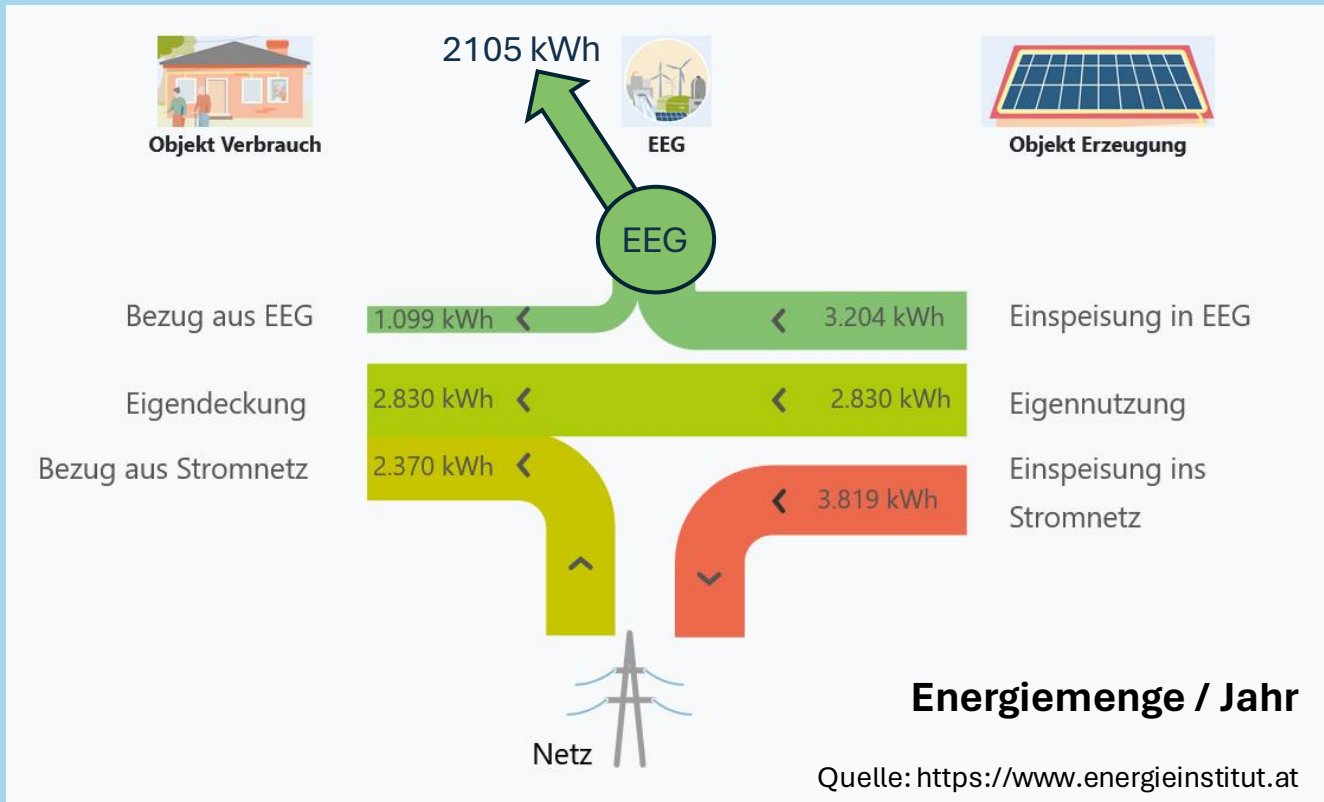 2105 kWh
Objekt Verbrauch
EEG
Objekt Erzeugung
EEG
Bezug aus EEG
1.099 kWh
3.204 kWh
Einspeisung in EEG
Eigendeckung
2.830 kWh
2.830 kWh
Eigennutzung
Bezug aus Stromnetz
2.370 kWh
3.819 kWh
Einspeisung ins
Stromnetz
Netz
Energiemenge / Jahr
Quelle: https://www.energieinstitut.at